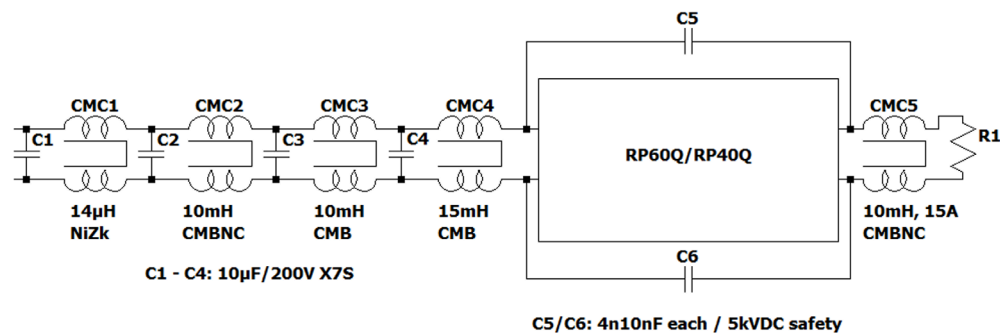 C5
CMC1 CMC2 CMC3 CMC4 CMC5
C1 C2 C3 C4 R1
RP60Q/RP40Q
14µH 10mH 10mH 15mH 10mH, 15A
NiZk CMBNC CMB CMB CMBNC
C6
C1 - C4: 10µF/200V X7S
C5/C6: 4n10nF each / 5kVDC safety